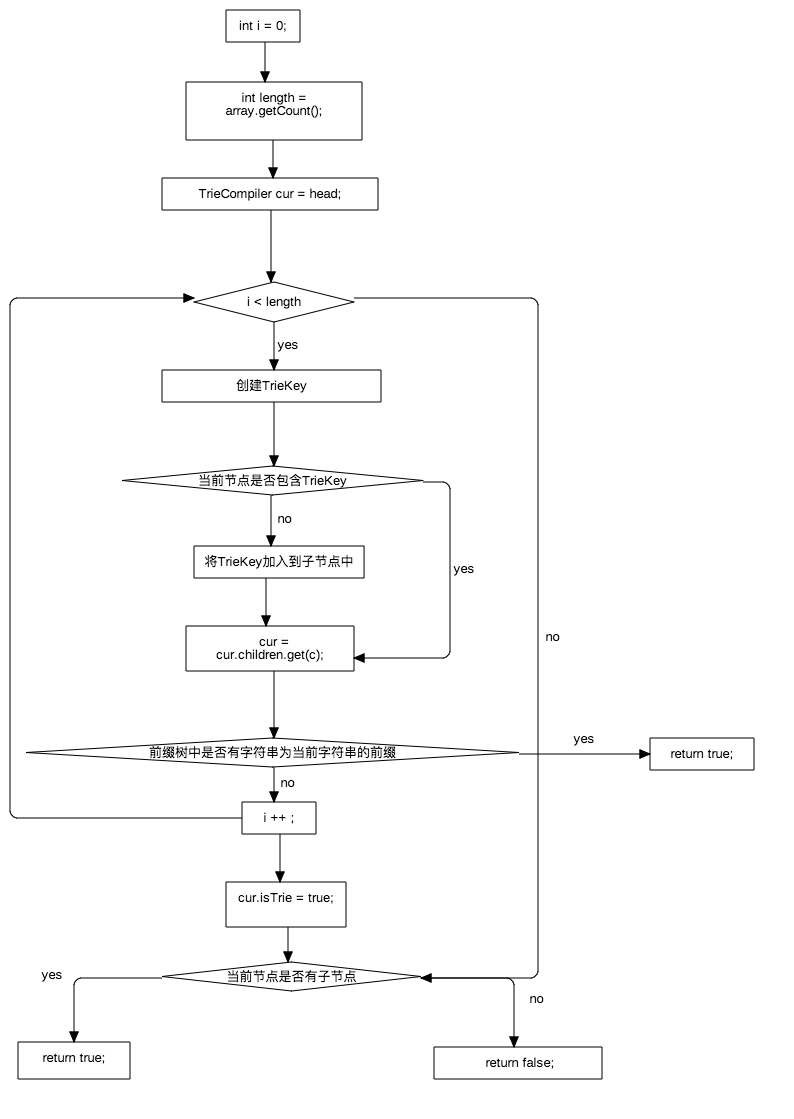 int i = 0;
int length =
array.getCount();
TrieCompiler cur = head;
i < length
yes
创建TrieKey
当前节点是否包含TrieKey
no
将TrieKey加入到子节点中
yes
cur =
cur.children.get(c);
no
前缀树中是否有字符串为当前字符串的前缀
yes
return true;
no
i ++ ;
cur.isTrie = true;
当前节点是否有子节点
yes
no
return true;
return false;